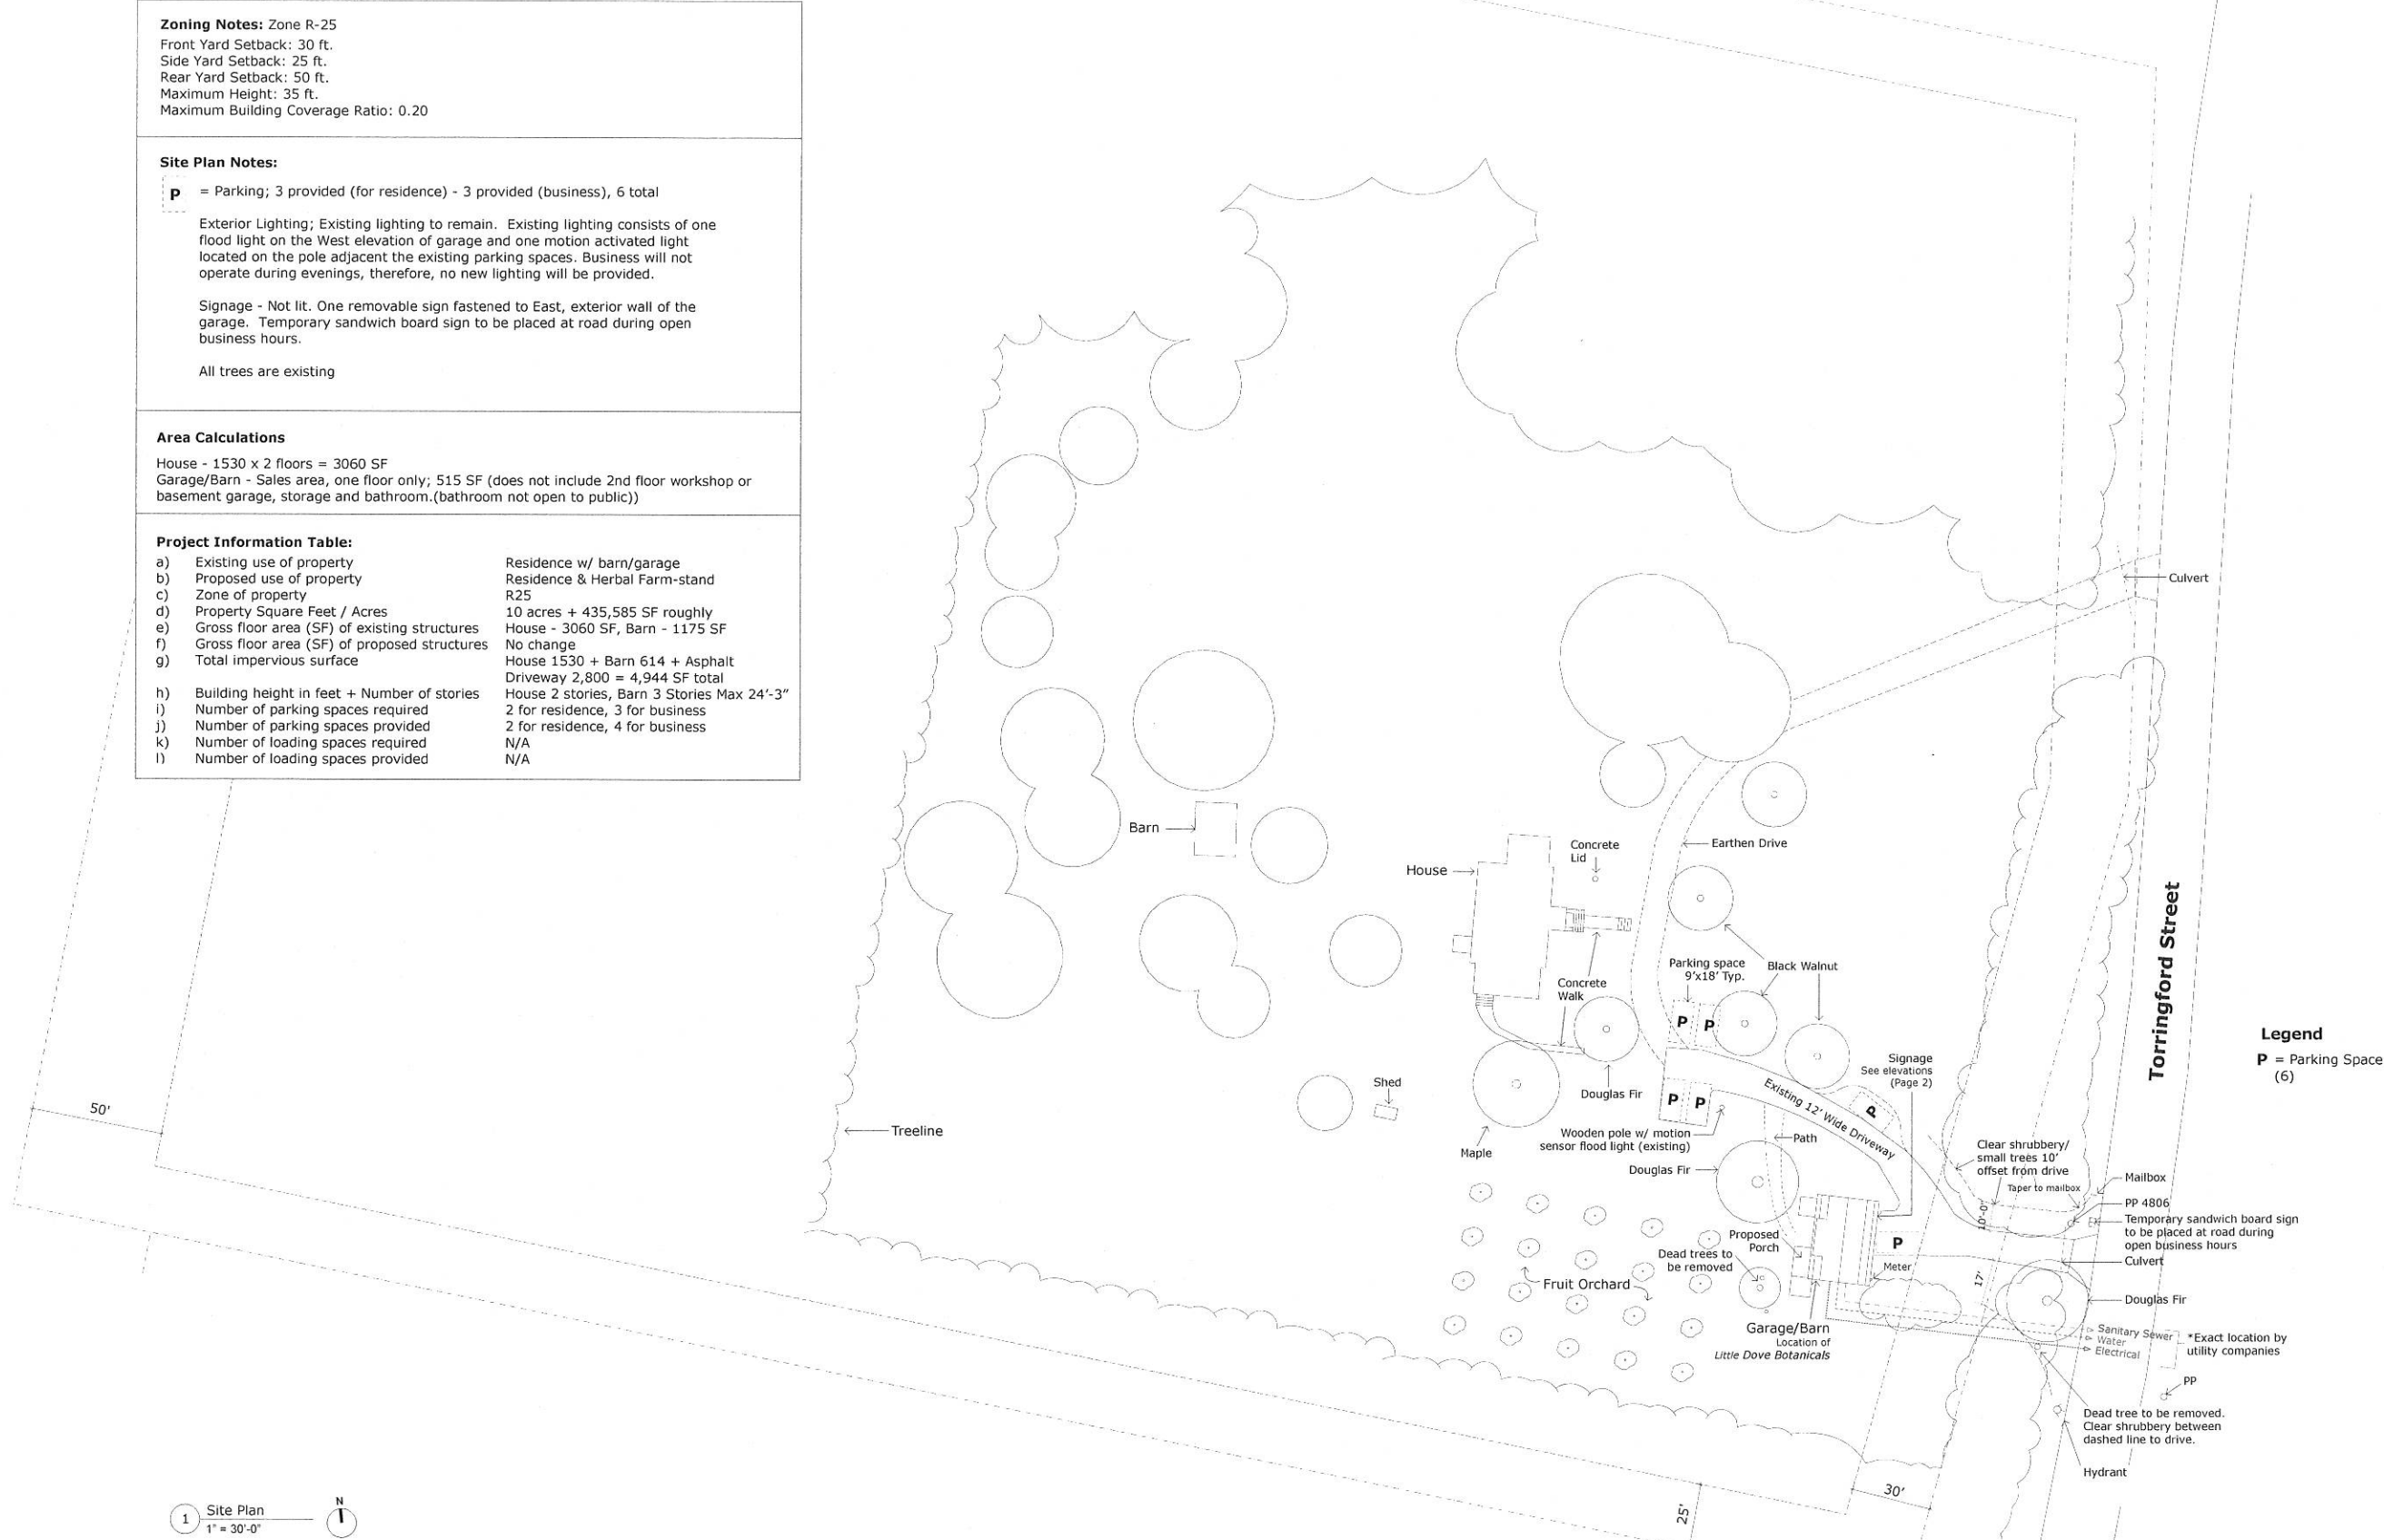 Zoning Notes: Zone R-25
Front Yard Setback: 30 ft.
Side Yard Setback: 25 ft.
Rear Yard Setback: 50 ft.
Maximum Height: 35 ft.
Maximum Building Coverage Ratio: 0.20
Site Plan Notes:
P = Parking; 3 provided (for residence) - 3 provided (business), 6 total
Exterior Lighting; Existing lighting to remain. Existing lighting consists of one
flood light on the West elevation of garage and one motion activated light
located on the pole adjacent the existing parking spaces. Business will not
operate during evenings, therefore, no new lighting will be provided.
Signage - Not lit. One removable sign fastened to East, exterior wall of the
garage. Temporary sandwich board sign to be placed at road during open
business hours.
All trees are existing
Area Calculations
House - 1530 x 2 floors = 3060 SF
Garage/Barn - Sales area, one floor only; 515 SF (does not include 2nd floor workshop or
basement garage, storage and bathroom.(bathroom not open to public))
Project Information Table:
a) Existing use of property Residence w/ barn/garage
b) Proposed use of property Residence & Herbal Farm-stand
c) Zone of property R25
d) Property Square Feet / Acres 10 acres + 435,585 SF roughly
e) Gross floor area (SF) of existing structures House - 3060 SF, Barn - 1175 SF
f) Gross floor area (SF) of proposed structures No change
g) Total impervious surface House 1530 + Barn 614 + Asphalt
Driveway 2,800 = 4,944 SF total
h) Building height in feet + Number of stories House 2 stories, Barn 3 Stories Max 24'-3"
i) Number of parking spaces required 2 for residence, 3 for business
j) Number of parking spaces provided 2 for residence, 4 for business
k) Number of loading spaces required N/A
l) Number of loading spaces provided N/A
Culvert
Barn
House
Concrete
Lid
Earthen Drive
Torringford Street
Parking space
9'x18' Typ.
Black Walnut
Concrete
Walk
P
P
Legend
P = Parking Space
(6)
Signage
See elevations
(Page 2)
Shed
Douglas Fir
P
P
Existing 12' Wide Driveway
P
50'
Treeline
Maple
Wooden pole w/ motion
sensor flood light (existing)
Path
Douglas Fir
Clear shrubbery/
small trees 10'
offset from drive
Taper to mailbox
Mailbox
PP 4806
10'-0"
Temporary sandwich board sign
to be placed at road during
open business hours
Proposed
Porch
P
Dead trees to
be removed
Meter
Culvert
17'
Fruit Orchard
Douglas Fir
Garage/Barn
Location of
Little Dove Botanicals
Sanitary Sewer
Water
Electrical
*Exact location by
utility companies
PP
Dead tree to be removed.
Clear shrubbery between
dashed line to drive.
Hydrant
30'
25'
1 Site Plan
1" = 30'-0"
N